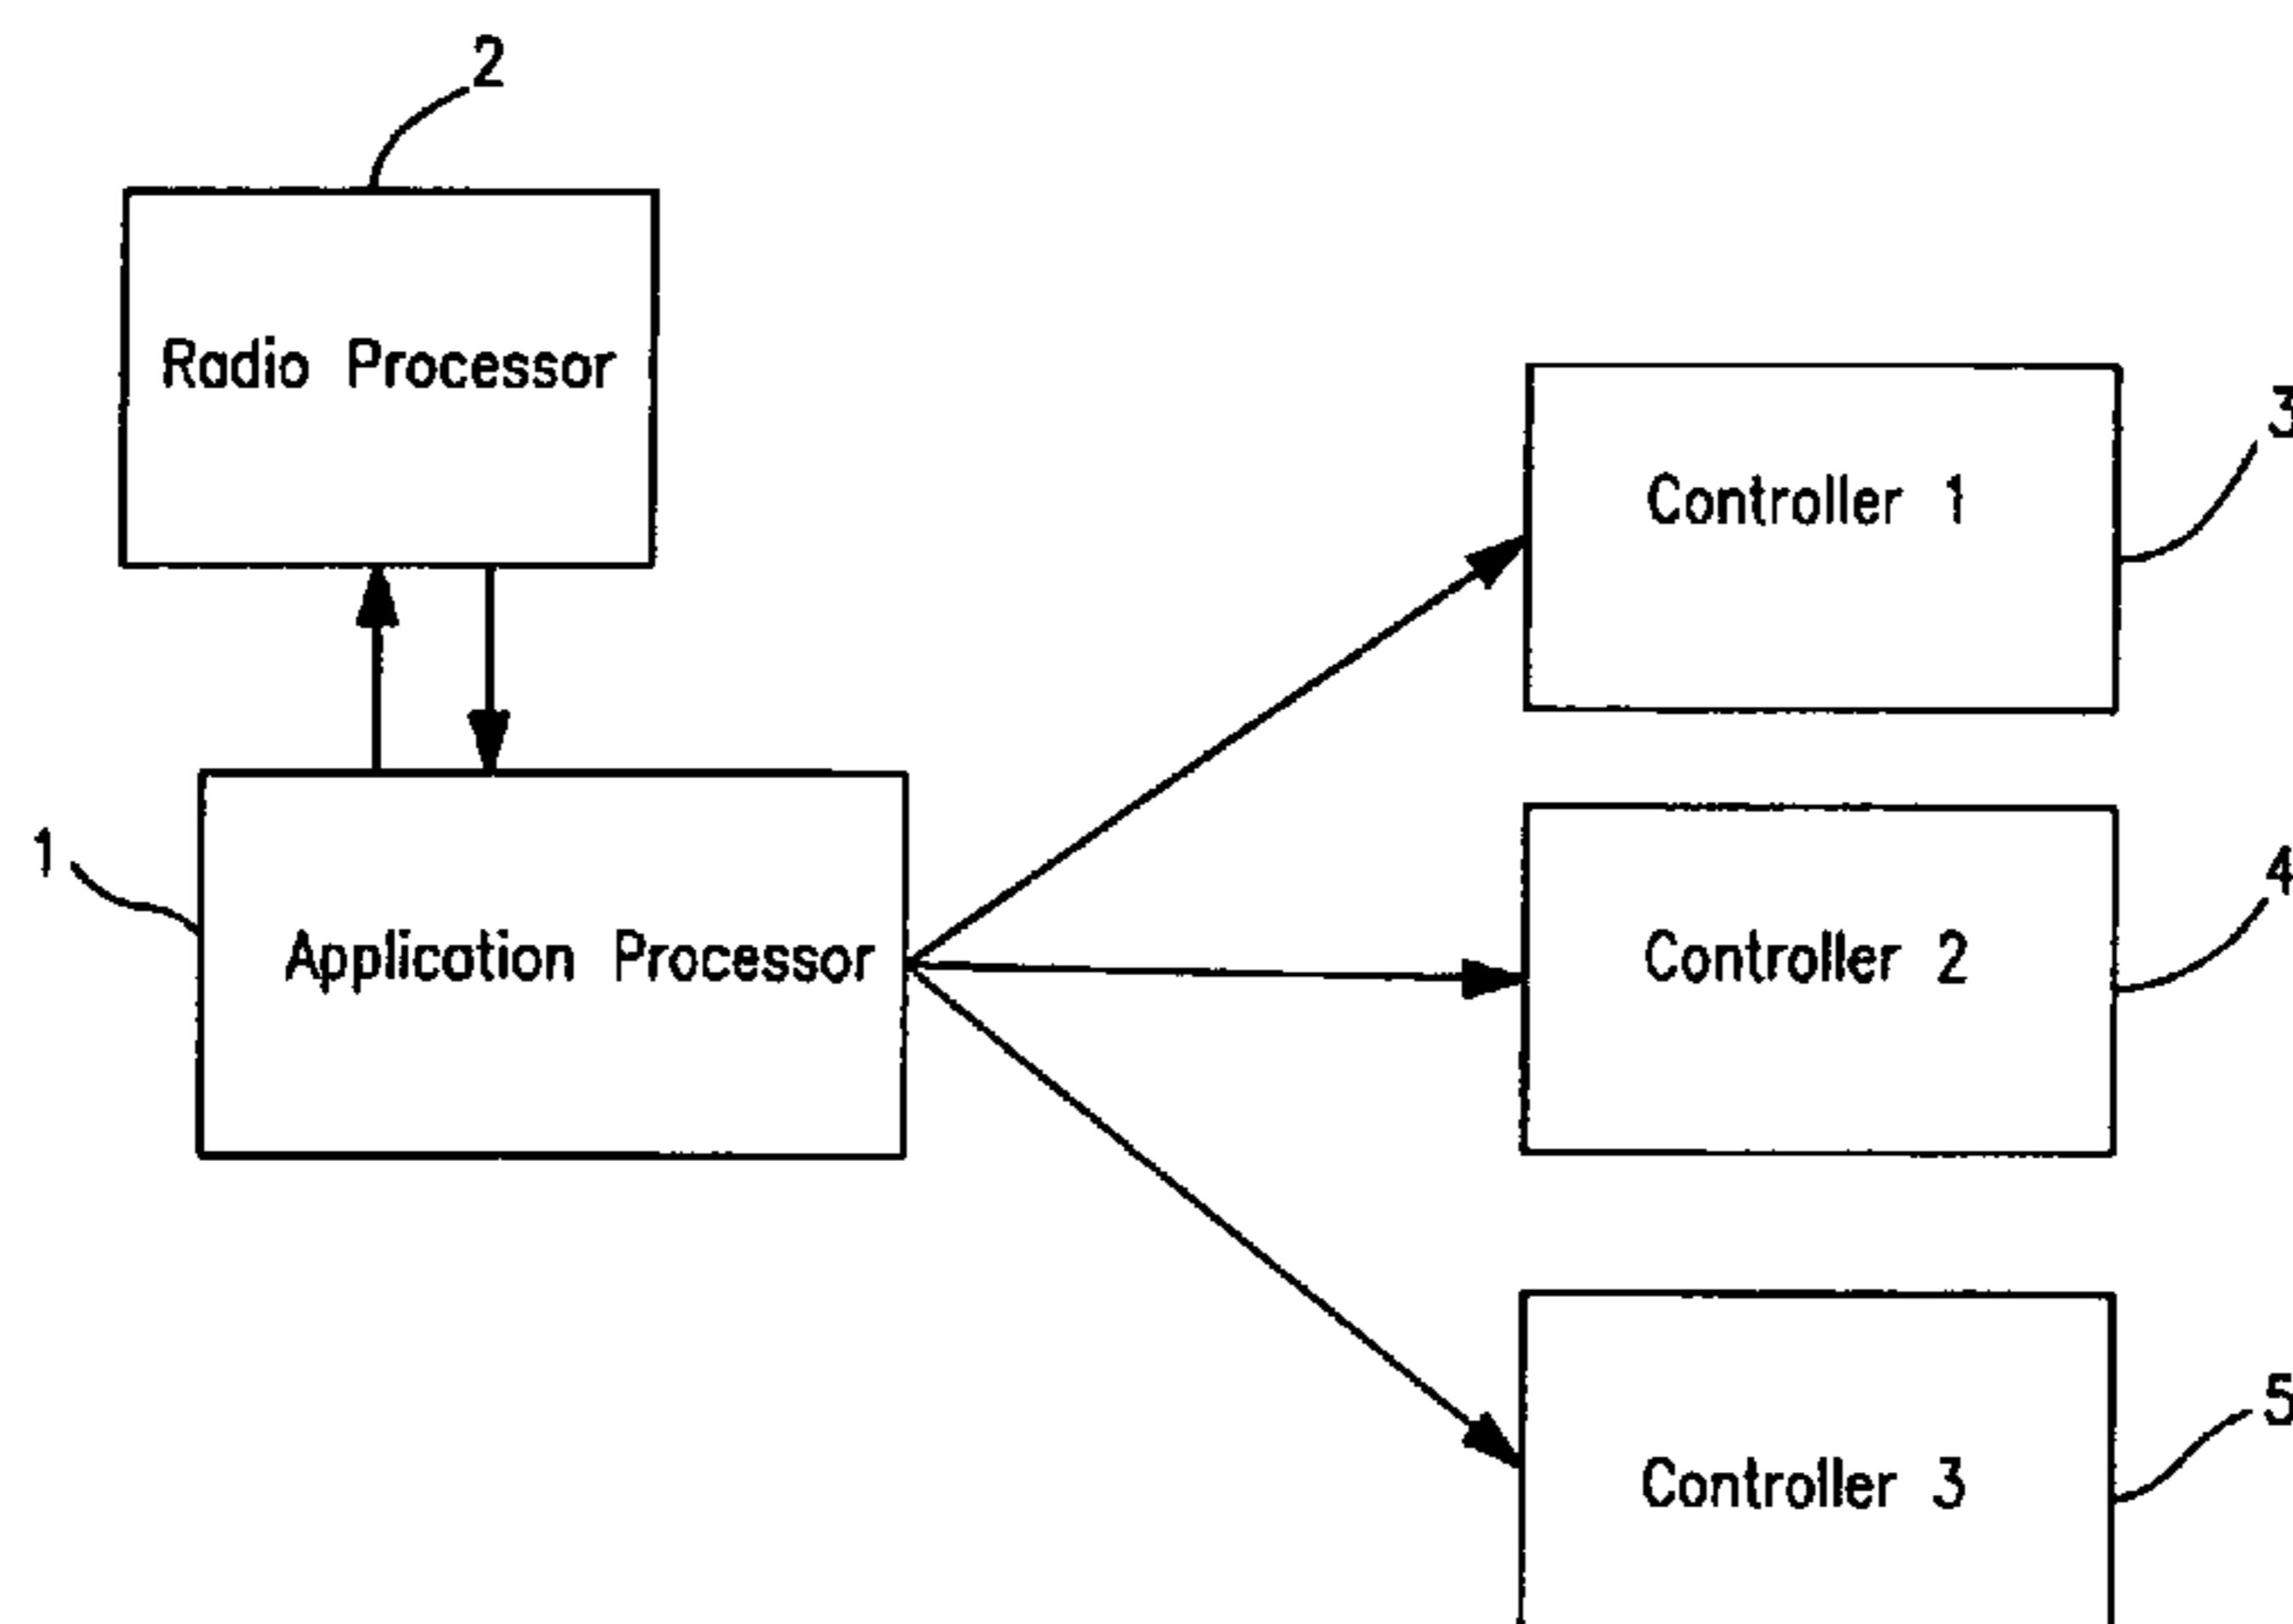 2
Radio Processor
Controller 1
3
1
Application Processor
Controller 2
4
Controller 3
5